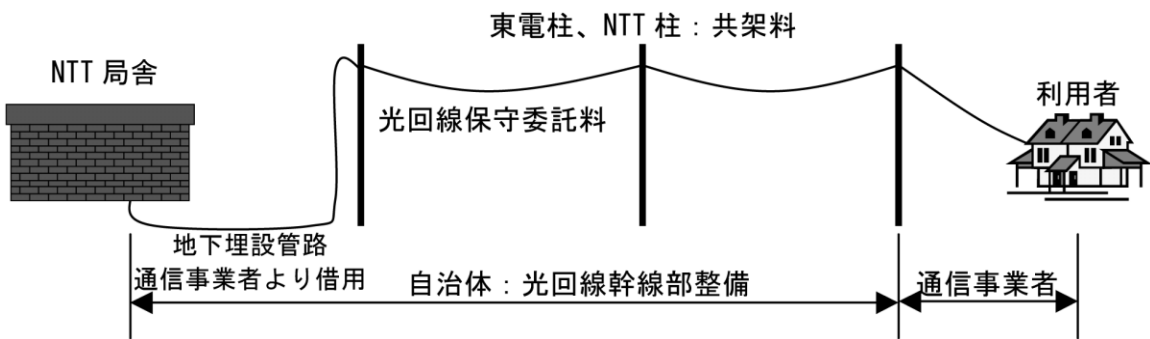 東電柱、NTT 柱：共架料
NTT 局舎
利用者
光回線保守委託料
地下埋設管路
通信事業者より借用
自治体：光回線幹線部整備
通信事業者